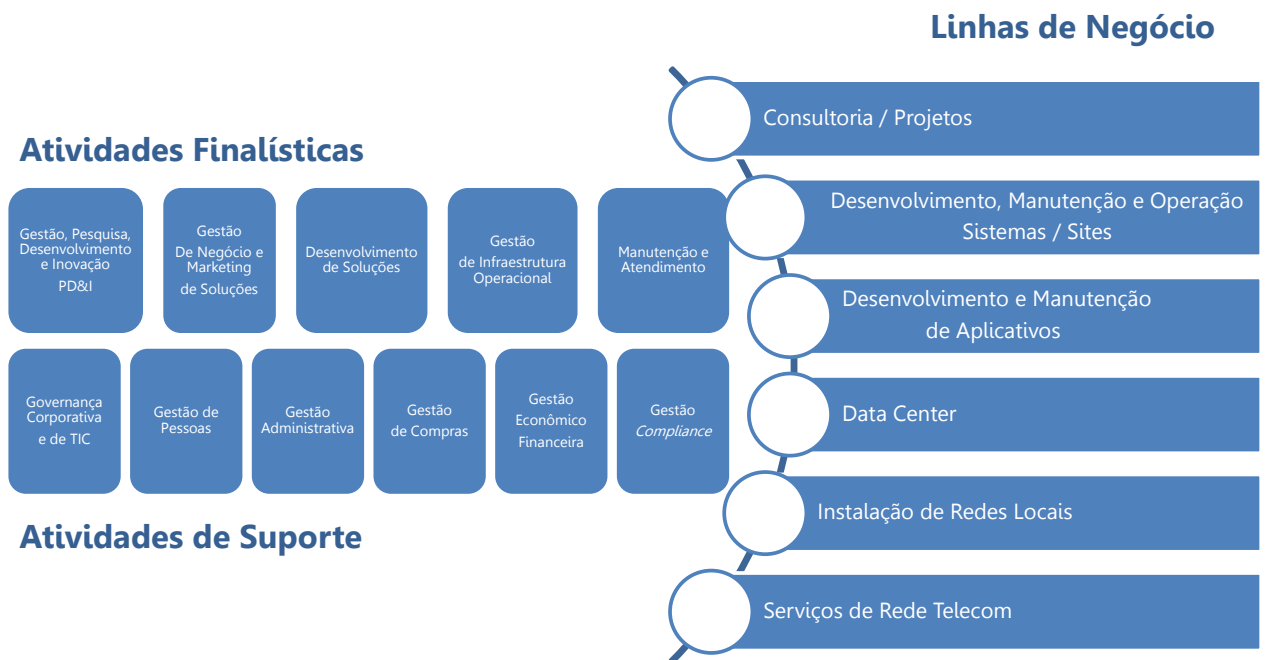 Linhas de Negócio
Atividades Finalísticas
Gestão, Pesquisa,
Desenvolvimento
e Inovação
PD&I
Gestão
De Negócio e
Marketing
de Soluções
Desenvolvimento
de Soluções
Gestão
de Infraestrutura
Operacional
Manutenção e
Atendimento
Governança
Corporativa
e de TIC
Gestão de
Pessoas
Gestão
Administrativa
Gestão
de Compras
Gestão
Econômico
Financeira
Gestão
Compliance
Atividades de Suporte
Consultoria / Projetos
Desenvolvimento, Manutenção e Operação
Sistemas / Sites
Desenvolvimento e Manutenção
de Aplicativos
Data Center
Instalação de Redes Locais
Serviços de Rede Telecom